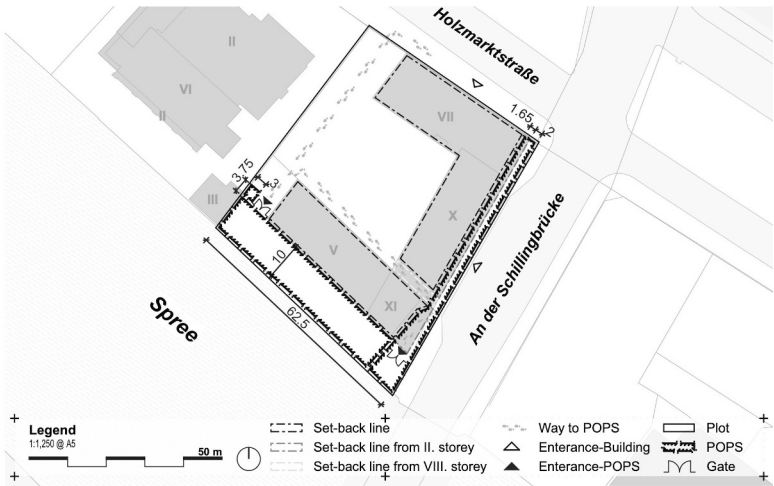 Holzmarktstraße
II
VI
II
VII
1.65
2
3.75
3
III
X
V
10
XI
An der Schillingbrücke
Spree
62.5
Legend
1:1,250 @ A5
50 m
Set-back line
Set-back line from II. storey
Set-back line from VIII. storey
Way to POPS
Enterance-Building
Enterance-POPS
Plot
POPS
Gate